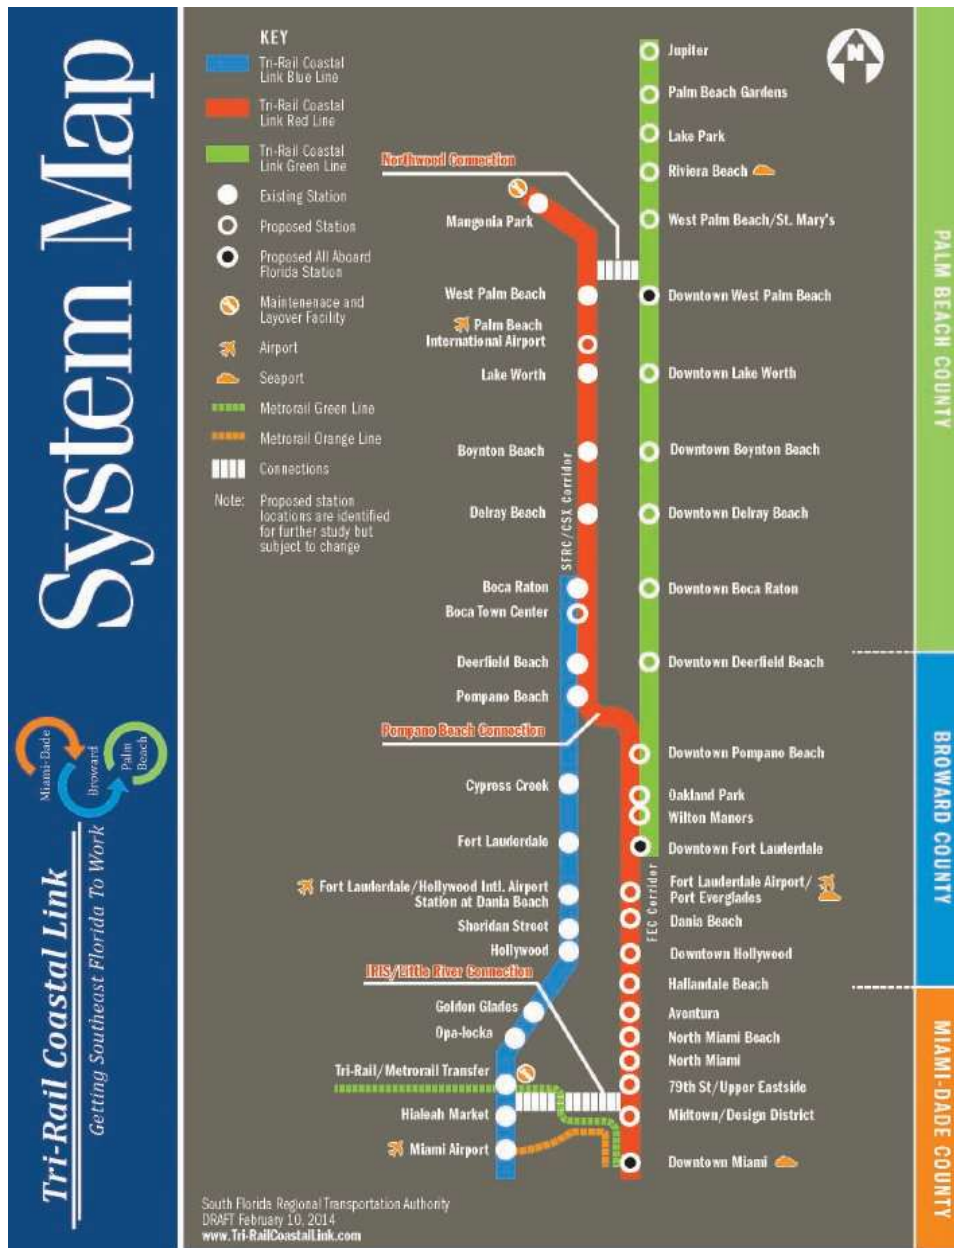 System Map
Miami-Dade
Broward
Palm
Beach
Tri-Rail Coastal Link
Getting Southeast Florida To Work
KEY
Tri-Rail Coastal
Link Blue Line
Tri-Rail Coastal
Link Red Line
Tri-Rail Coastal
Link Green Line
Existing Station
Proposed Station
Proposed All Aboard
Florida Station
Maintenenace and
Layover Facility
Airport
Seaport
Metrorail Green Line
Metrorail Orange Line
Connections
Note: Proposed station
locations are identified
for further study but
subject to change
N
Northwood Connection
Mangonia Park
West Palm Beach
Palm Beach
International Airport
Lake Worth
Boynton Beach
Delray Beach
SFRC/CSX Corridor
Boca Raton
Boca Town Center
Deerfield Beach
Pompano Beach
Pompano Beach Connection
Cypress Creek
Fort Lauderdale
Fort Lauderdale/Hollywood Intl. Airport
Station at Dania Beach
Sheridan Street
Hollywood
IRIS/Little River Connection
Golden Glades
Opa-locka
Tri-Rail/Metrorail Transfer
Hialeah Market
Miami Airport
Jupiter
Palm Beach Gardens
Lake Park
Riviera Beach
West Palm Beach/St. Mary's
Downtown West Palm Beach
Downtown Lake Worth
Downtown Boynton Beach
Downtown Delray Beach
Downtown Boca Raton
Downtown Deerfield Beach
Downtown Pompano Beach
Oakland Park
Wilton Manors
Downtown Fort Lauderdale
FEC Corridor
Fort Lauderdale Airport/
Port Everglades
Dania Beach
Downtown Hollywood
Hallandale Beach
Aventura
North Miami Beach
North Miami
79th St/Upper Eastside
Midtown/Design District
Downtown Miami
PALM BEACH COUNTY
BROWARD COUNTY
MIAMI-DADE COUNTY
South Florida Regional Transportation Authority
DRAFT February 10, 2014
www.Tri-RailCoastalLink.com